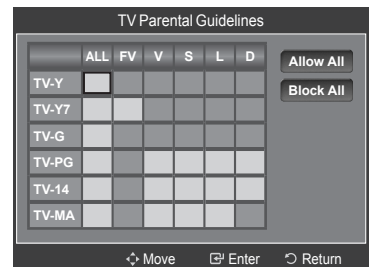 TV Parental Guidelines
ALL FV V S L D
Allow All
Block All
TV-Y
TV-Y7
TV-G
TV-PG
TV-14
TV-MA
Move Enter Return